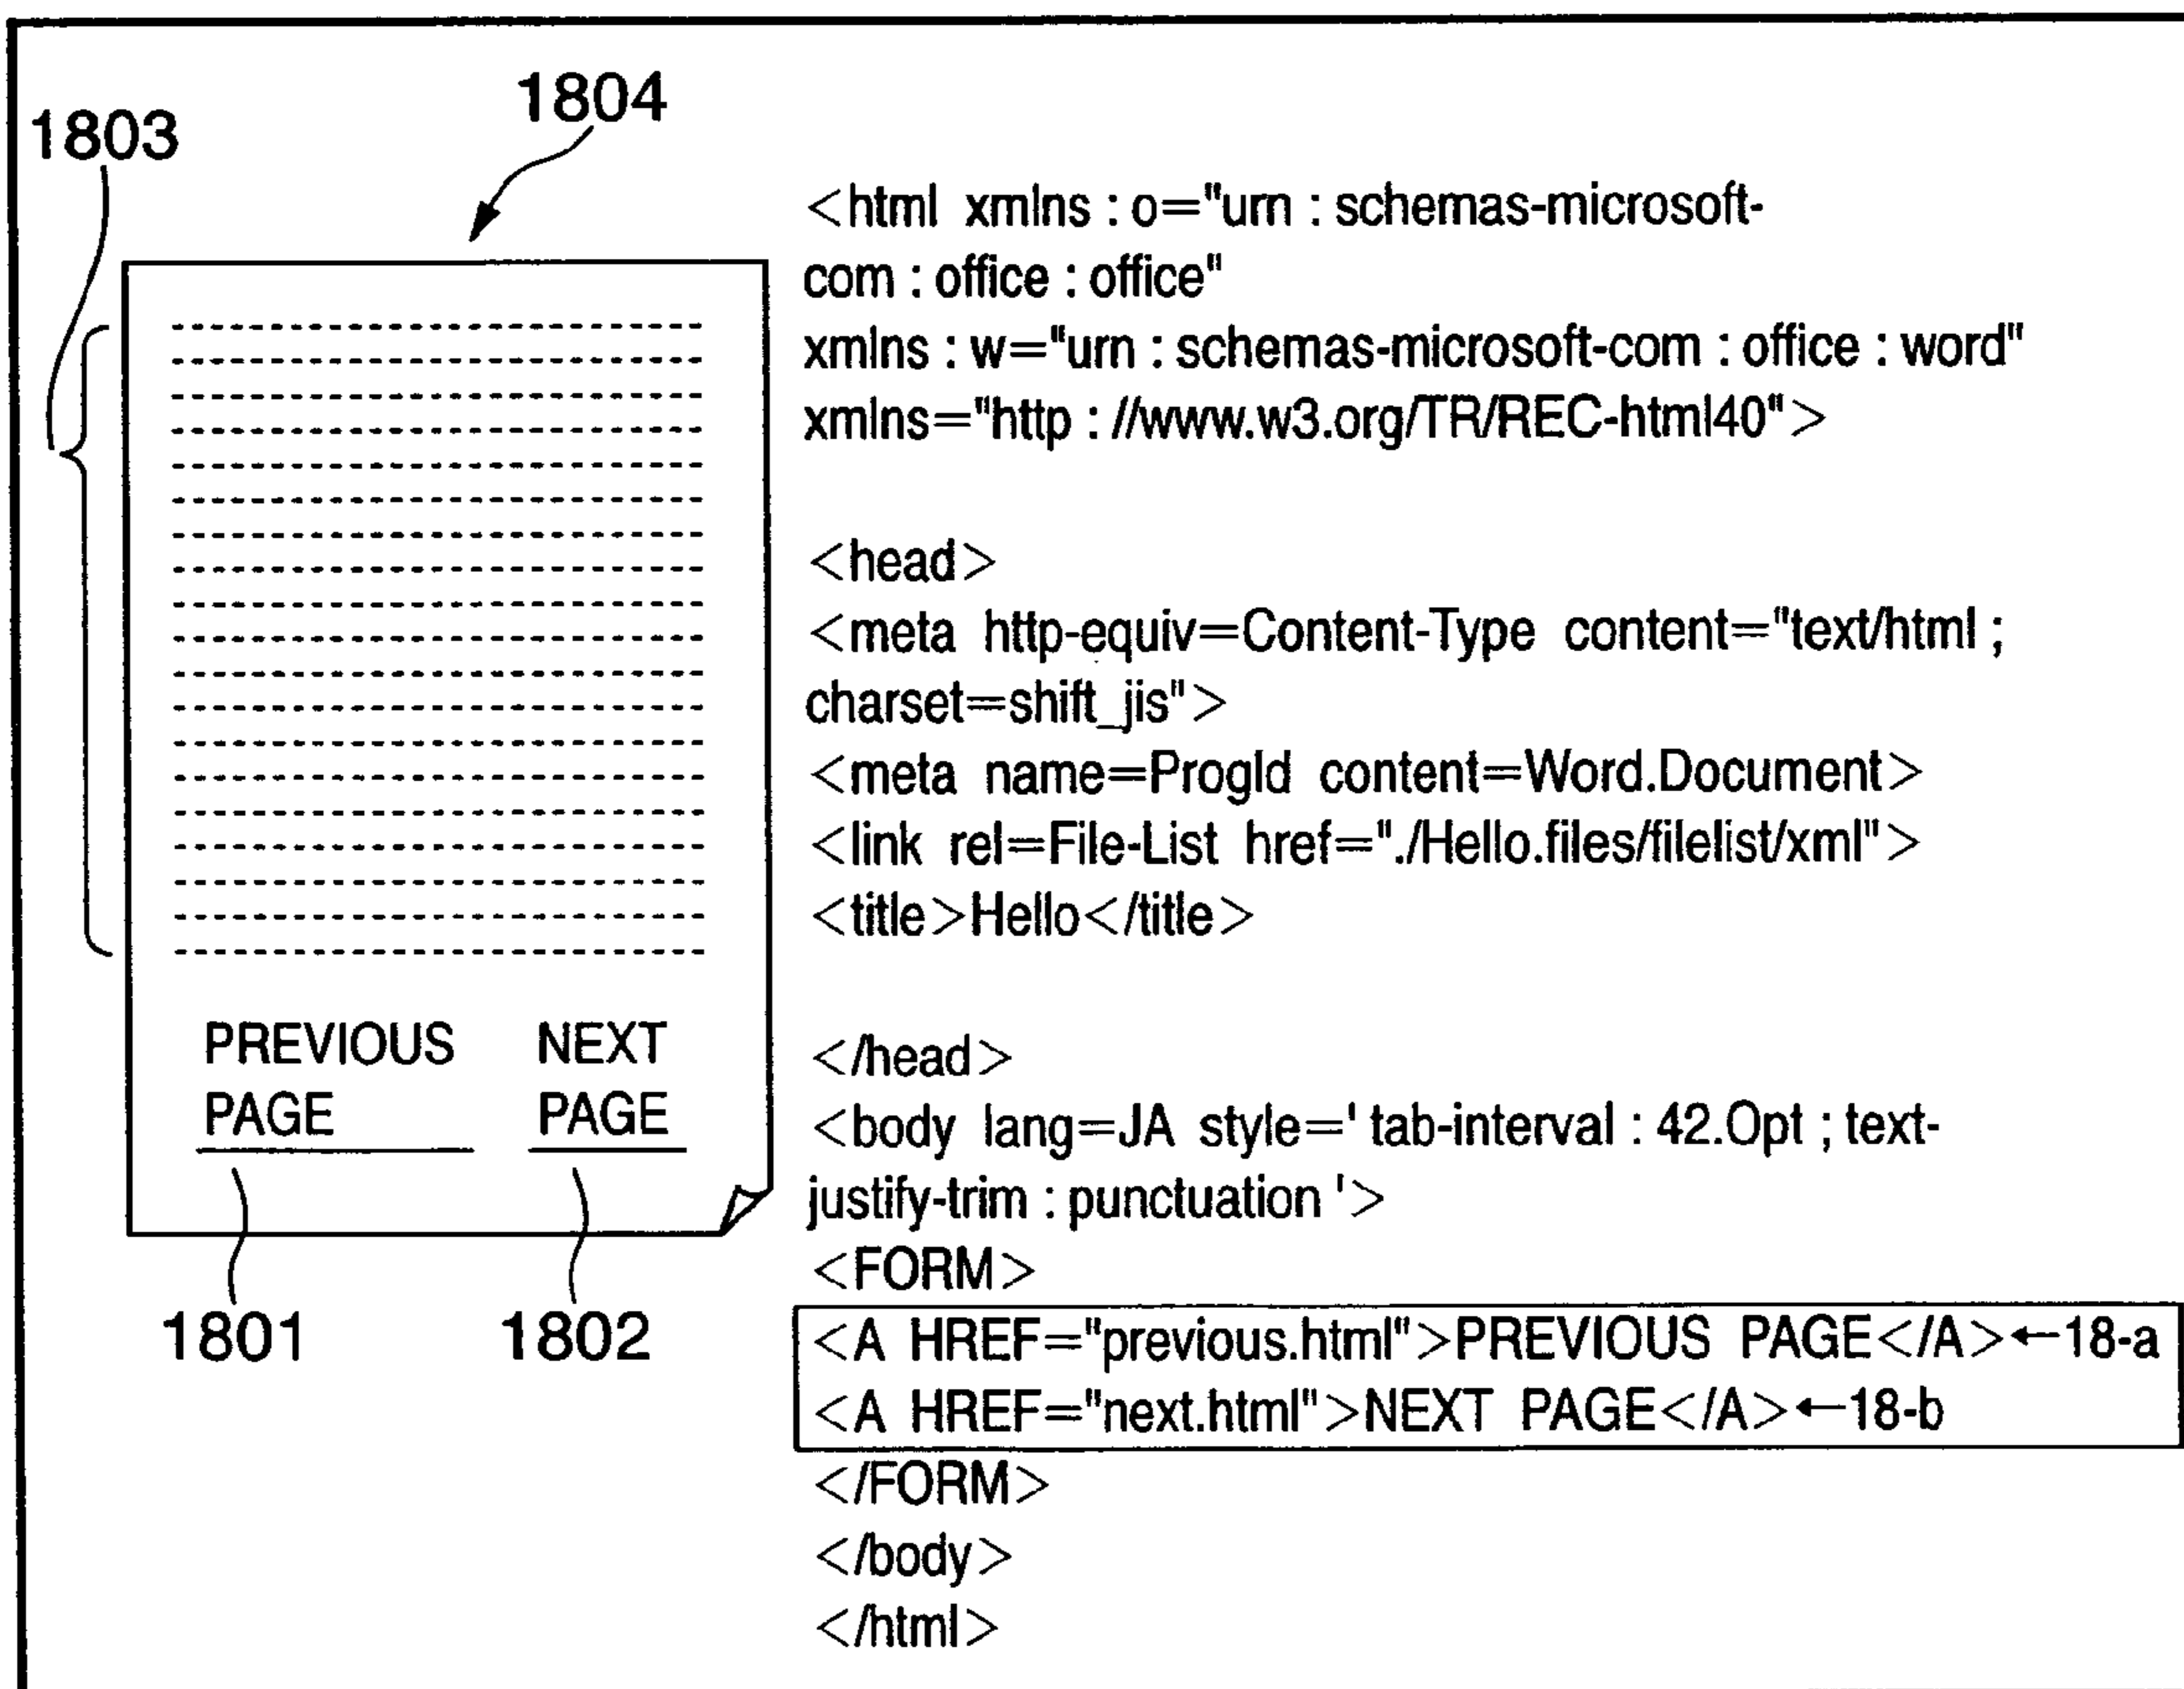 1803
1804
PREVIOUS NEXT
PAGE PAGE
1801 1802
<html xmlns : o="urn : schemas-microsoft-
com : office : office"
xmlns : w="urn : schemas-microsoft-com : office : word"
xmlns="http : //www.w3.org/TR/REC-html40">
<head>
<meta http-equiv=Content-Type content="text/html ;
charset=shift_jis">
<meta name=ProgId content=Word.Document>
<link rel=File-List href="./Hello.files/filelist/xml">
<title>Hello</title>
</head>
<body lang=JA style=' tab-interval : 42.Opt ; text-
justify-trim : punctuation '>
<FORM>
<A HREF="previous.html">PREVIOUS PAGE</A>←18-a
<A HREF="next.html">NEXT PAGE</A>←18-b
</FORM>
</body>
</html>